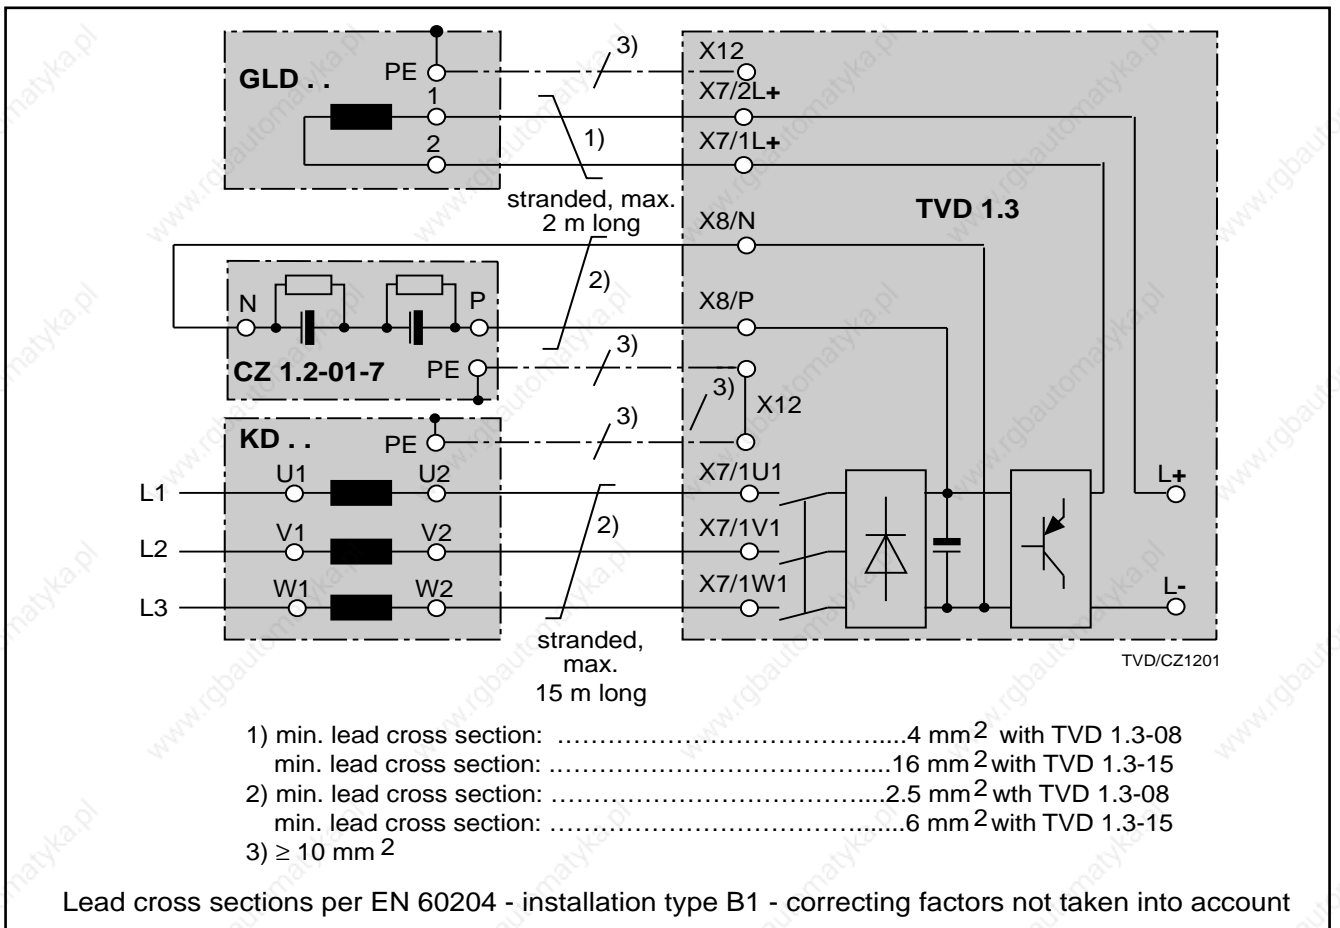 GLD . .
PE
1
2
3)
1)
stranded, max.
2 m long
X12
X7/2L+
X7/1L+
TVD 1.3
X8/N
N
P
2)
X8/P
CZ 1.2-01-7
PE
3)
3)
X12
KD . .
PE
3)
L1
U1
U2
X7/1U1
L+
L2
V1
V2
2)
X7/1V1
L3
W1
W2
X7/1W1
L-
stranded,
max.
15 m long
TVD/CZ1201
1) min. lead cross section: ………………………………….....4 mm2 with TVD 1.3-08
min. lead cross section: …………………………………....16 mm2 with TVD 1.3-15
2) min. lead cross section: …………………………………....2.5 mm2 wth TVD 1.3-08
min. lead cross section: ………………………………….......6 mm2 with TVD 1.3-15
3) ≥ 10 mm 2
Lead cross sections per EN 60204 - installation type B1 - correcting factors not taken into account
www.rgbautomatyka.pl